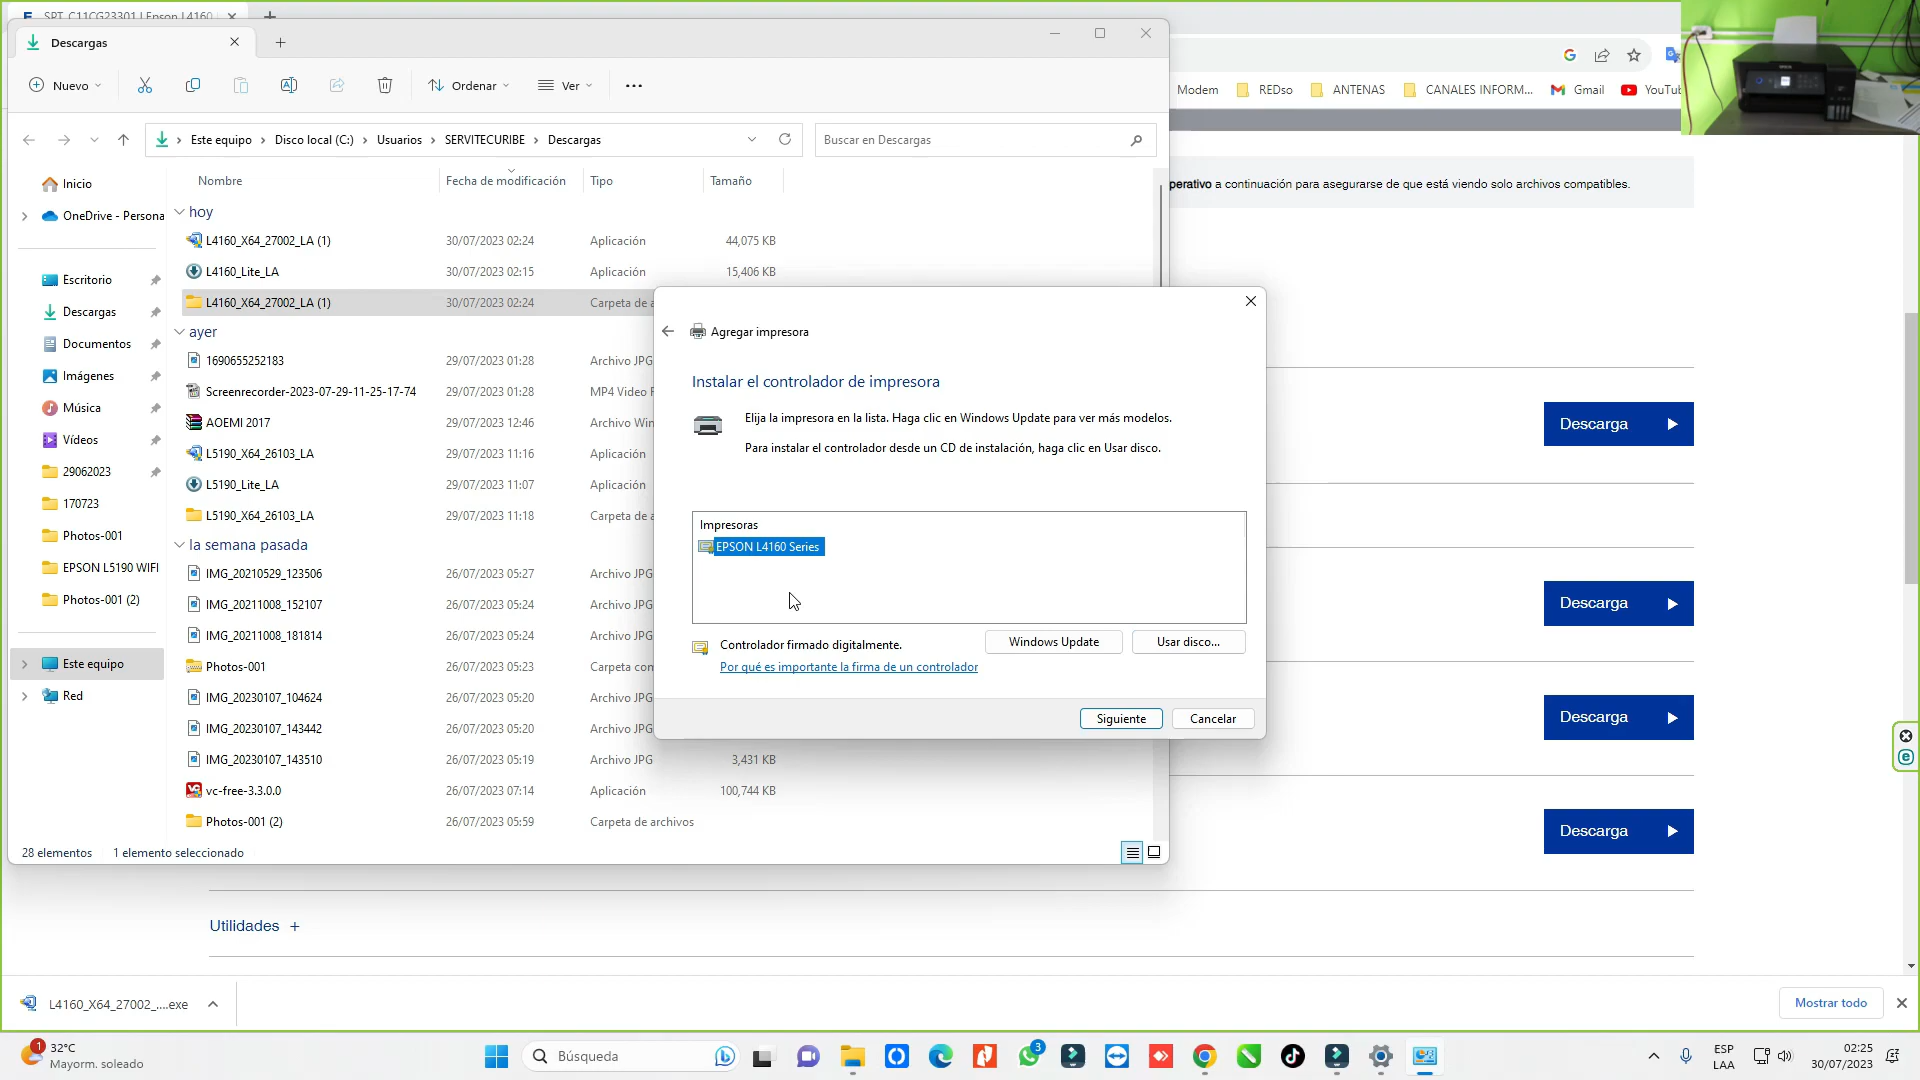 SPT_C11CG23301 | Epson L4160
Descargas
Nuevo
Ordenar
Ver
Modem
REDso
ANTENAS
CANALES INFORM...
Gmail
Este equipo > Disco local (C:) > Usuarios > SERVITECURIBE > Descargas
Buscar en Descargas
Nombre
Fecha de modificación
Tipo
Tamaño
perativo a continuación para asegurarse de que está viendo solo archivos compatibles.
Inicio
OneDrive - Persona
Escritorio
Descargas
Documentos
Imágenes
Música
Vídeos
29062023
170723
Photos-001
EPSON L5190 WIFI
Photos-001 (2)
Este equipo
Red
hoy
L4160_X64_27002_LA (1) 30/07/2023 02:24 Aplicación 44,075 KB
L4160_Lite_LA 30/07/2023 02:15 Aplicación 15,406 KB
L4160_X64_27002_LA (1) 30/07/2023 02:24 Carpeta de a
ayer
1690655252183 29/07/2023 01:28 Archivo JPG
Screenrecorder-2023-07-29-11-25-17-74 29/07/2023 01:28 MP4 Video F
AOEMI 2017 29/07/2023 12:46 Archivo Win
L5190_X64_26103_LA 29/07/2023 11:16 Aplicación
L5190_Lite_LA 29/07/2023 11:07 Aplicación
L5190_X64_26103_LA 29/07/2023 11:18 Carpeta de a
la semana pasada
IMG_20210529_123506 26/07/2023 05:27 Archivo JPG
IMG_20211008_152107 26/07/2023 05:24 Archivo JPG
IMG_20211008_181814 26/07/2023 05:24 Archivo JPG
Photos-001 26/07/2023 05:23 Carpeta com
IMG_20230107_104624 26/07/2023 05:20 Archivo JPG
IMG_20230107_143442 26/07/2023 05:20 Archivo JPG
IMG_20230107_143510 26/07/2023 05:19 Archivo JPG 3,431 KB
vc-free-3.3.0.0 26/07/2023 07:14 Aplicación 100,744 KB
Photos-001 (2) 26/07/2023 05:59 Carpeta de archivos
28 elementos 1 elemento seleccionado
Agregar impresora
Instalar el controlador de impresora
Elija la impresora en la lista. Haga clic en Windows Update para ver más modelos.
Para instalar el controlador desde un CD de instalación, haga clic en Usar disco.
Impresoras
EPSON L4160 Series
Controlador firmado digitalmente.
Por qué es importante la firma de un controlador
Windows Update
Usar disco...
Siguiente
Cancelar
Descarga
Descarga
Descarga
Descarga
Utilidades +
L4160_X64_27002_....exe
Mostrar todo
1
32°C
Mayorm. soleado
Búsqueda
3
ESP
LAA
02:25
30/07/2023